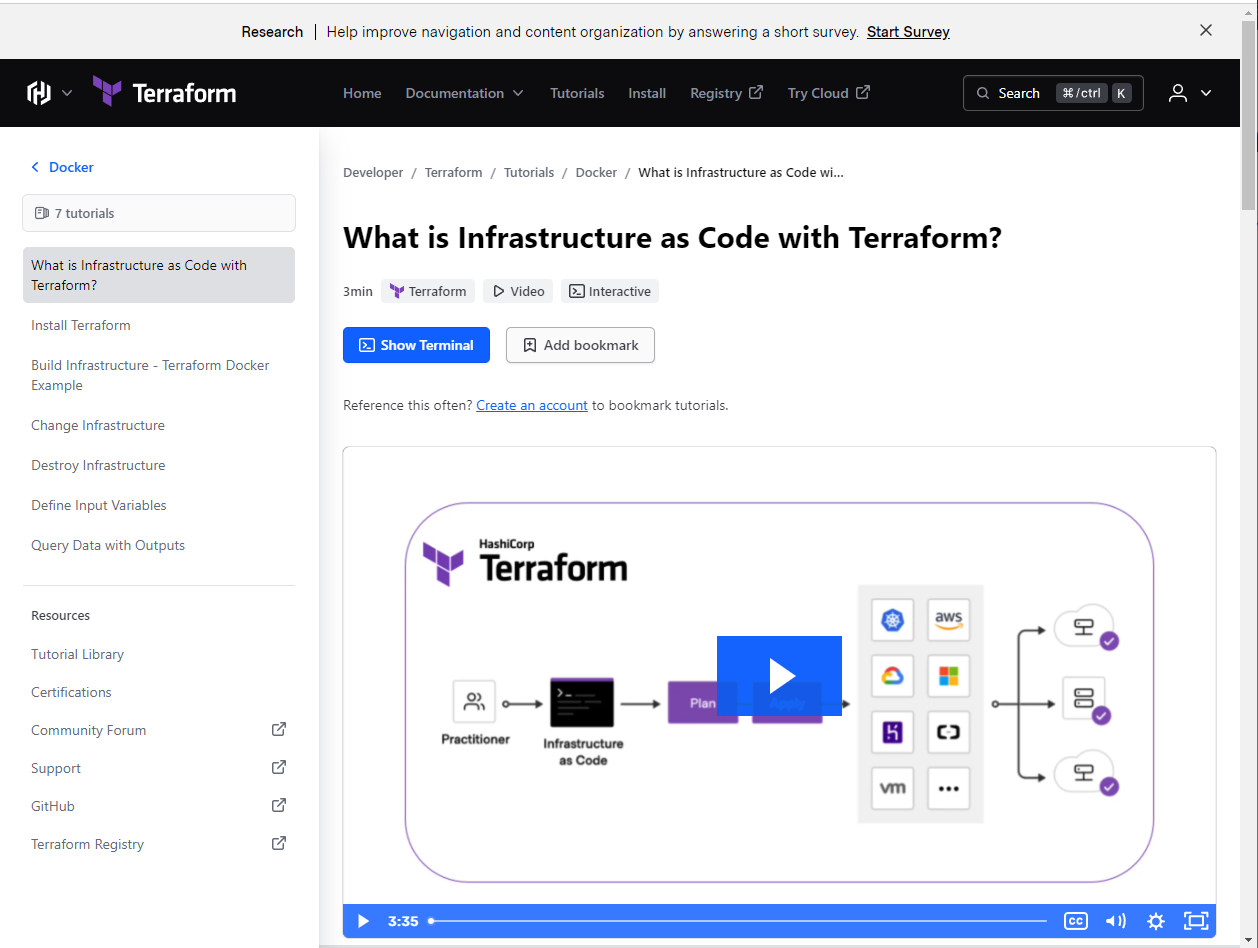 Research | Help improve navigation and content organization by answering a short survey. Start Survey
Terraform
Home Documentation Tutorials Install Registry Try Cloud
Search ⌘/ctrl K
Docker
7 tutorials
What is Infrastructure as Code with
Terraform?
Install Terraform
Build Infrastructure - Terraform Docker
Example
Change Infrastructure
Destroy Infrastructure
Define Input Variables
Query Data with Outputs
Resources
Tutorial Library
Certifications
Community Forum
Support
GitHub
Terraform Registry
Developer / Terraform / Tutorials / Docker / What is Infrastructure as Code wi...
What is Infrastructure as Code with Terraform?
3min Terraform Video Interactive
Show Terminal Add bookmark
Reference this often? Create an account to bookmark tutorials.
HashiCorp
Terraform
Practitioner
Infrastructure
as Code
Plan
Apply
aws
vm
3:35
CC